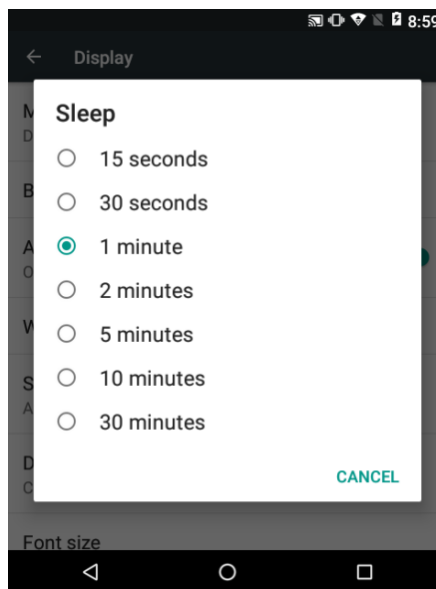 8:59
Display
Sleep
15 seconds
30 seconds
1 minute
2 minutes
5 minutes
10 minutes
30 minutes
CANCEL
Font size